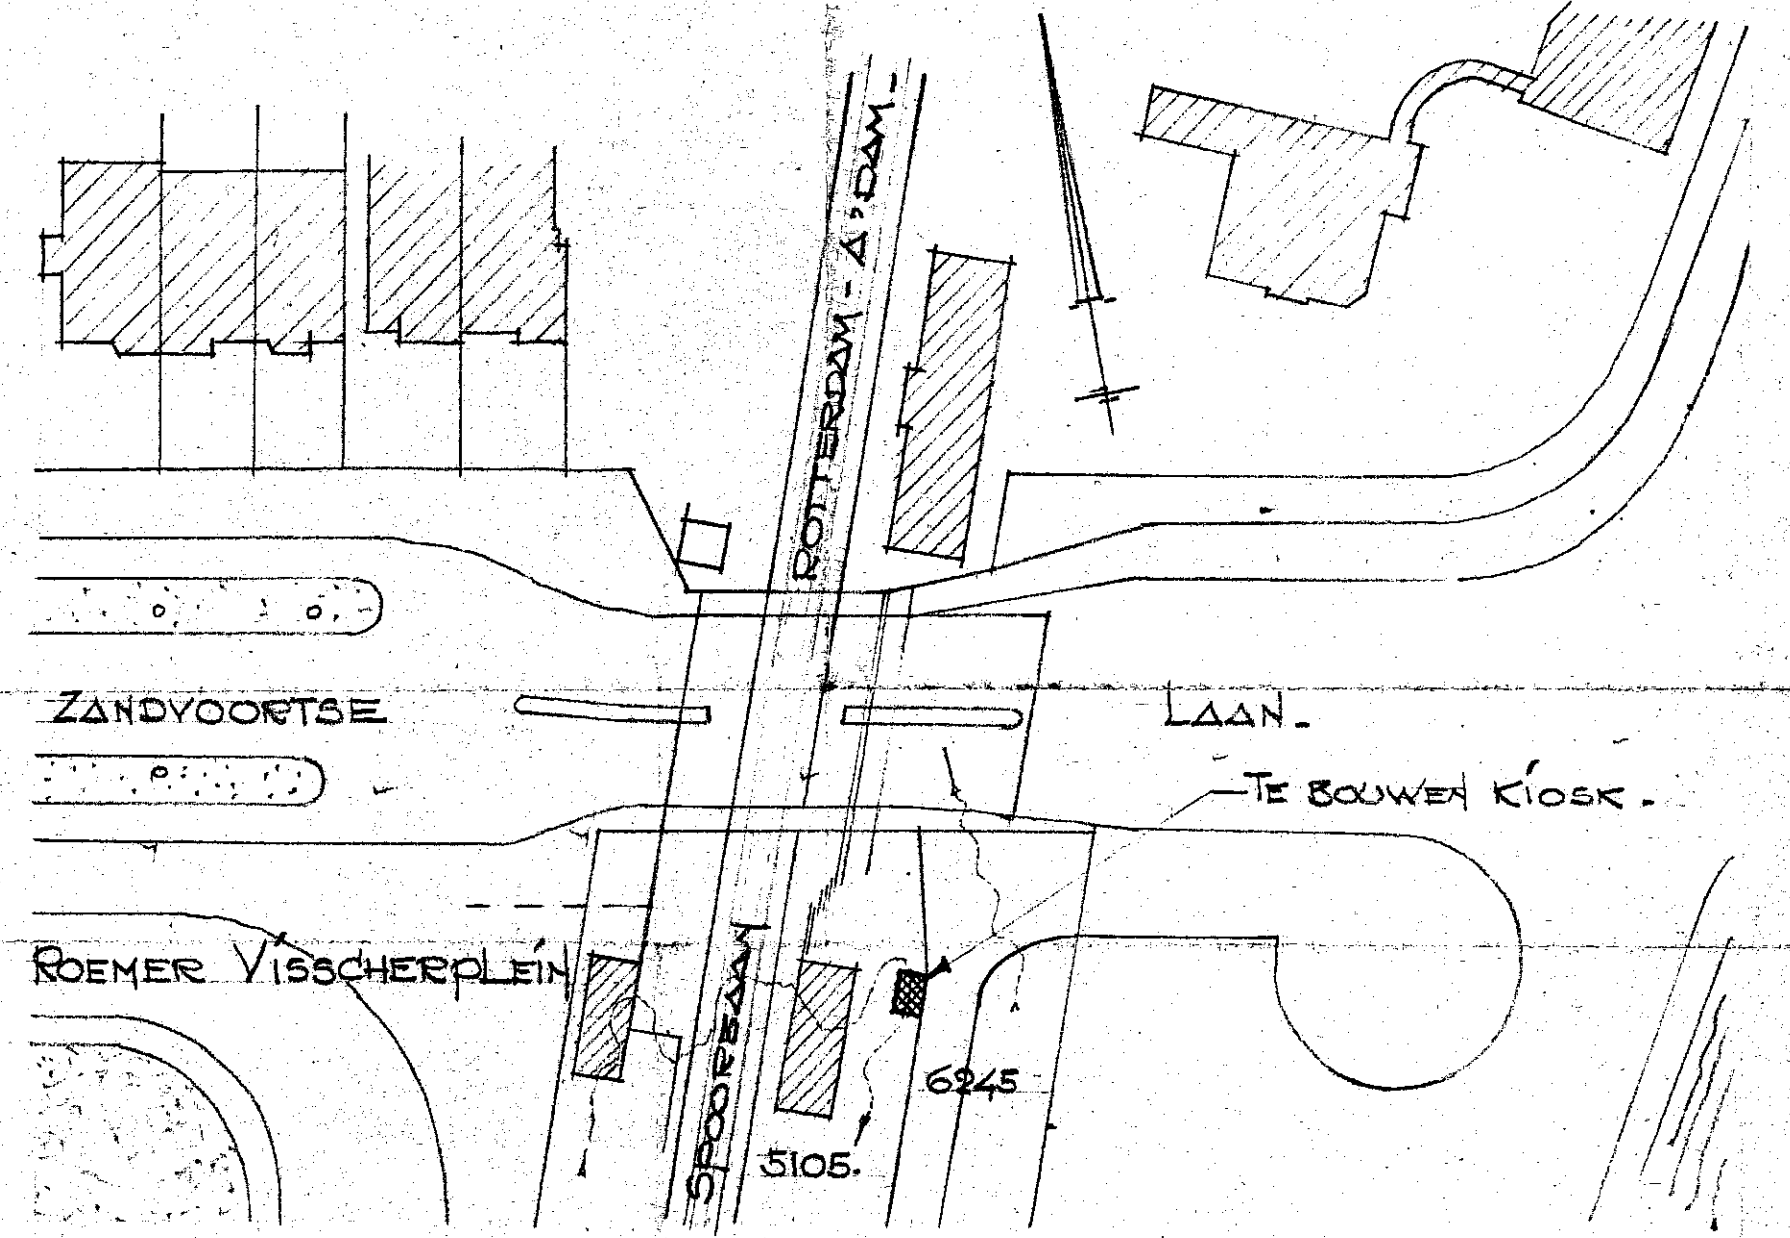 ROTTERDAM - A'DAM -
ZANDVOORTSE LAAN.
TE BOUWEN KIOSK.
ROEMER VISSCHERPLEIN
SPOORBAAN
6245
5105.